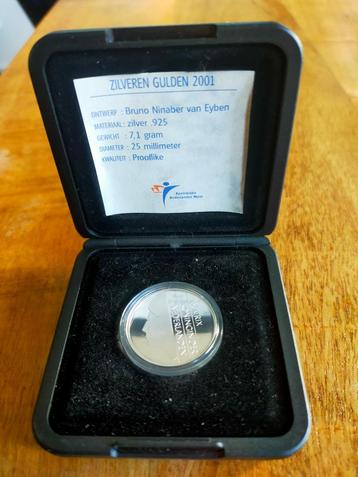 ZILVEREN GULDEN 2001
ONTWERP : Bruno Ninaber van Eyben
MATERIAAL : zilver .925
GEWICHT : 7,1 gram
DIAMETER : 25 millimeter
KWALITEIT : Prooflike
Koninklijke
Nederlandse Munt